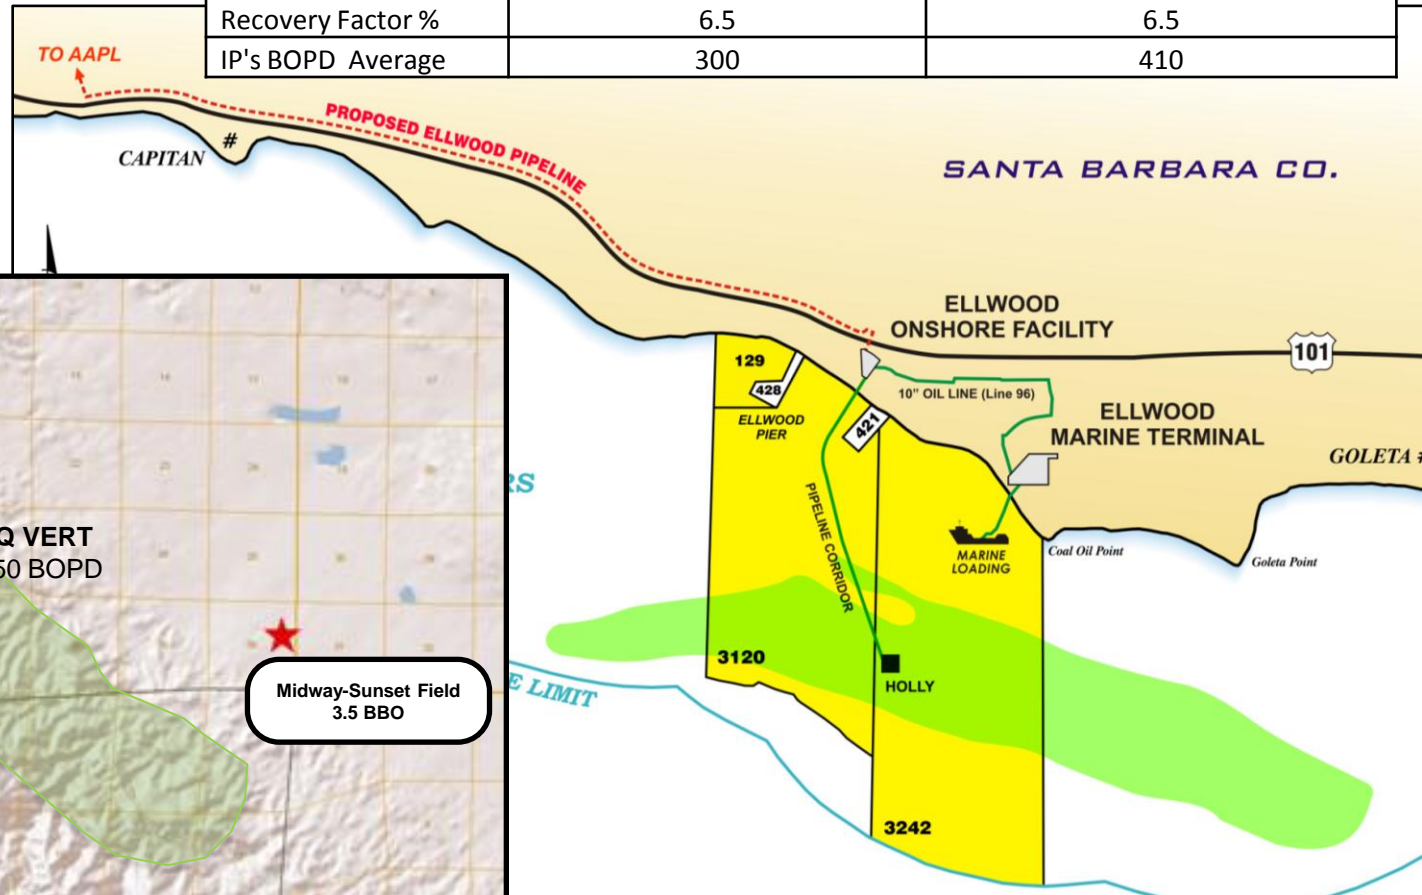 Recovery Factor % 6.5 6.5
IP's BOPD Average 300 410
TO AAPL
PROPOSED ELLWOOD PIPELINE
CAPITAN #
SANTA BARBARA CO.
ELLWOOD
ONSHORE FACILITY
101
129
428
ELLWOOD
PIER
421
10" OIL LINE (Line 96)
ELLWOOD
MARINE TERMINAL
GOLETA #
RS
PIPELINE CORRIDOR
MARINE
LOADING
Coal Oil Point
Goleta Point
Q VERT
50 BOPD
3120
HOLLY
E LIMIT
Midway-Sunset Field
3.5 BBO
3242